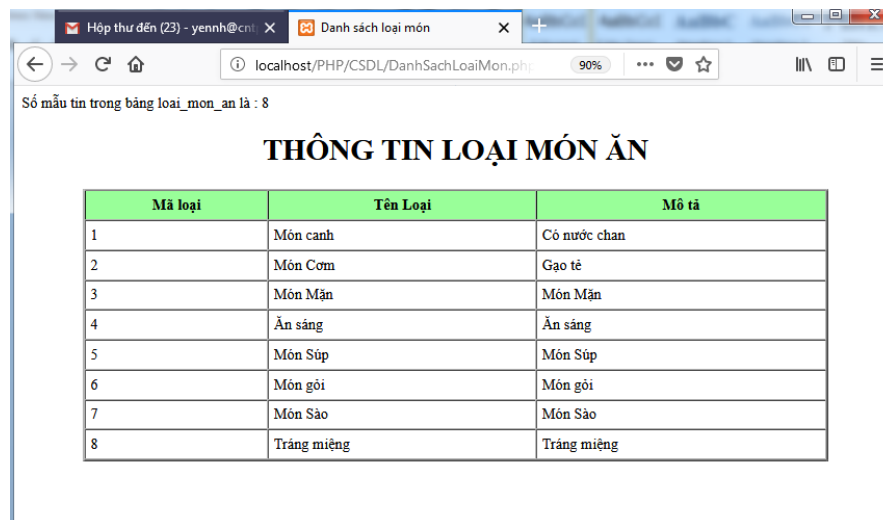 Hộp thư đến (23) - yennh@cnt
Danh sách loại món
localhost/PHP/CSDL/DanhSachLoaiMon.php
90%
Số mẫu tin trong bảng loai_mon_an là : 8
THÔNG TIN LOẠI MÓN ĂN
Mã loại Tên Loại Mô tả
1 Món canh Có nước chan
2 Món Cơm Gạo tẻ
3 Món Mặn Món Mặn
4 Ăn sáng Ăn sáng
5 Món Súp Món Súp
6 Món gỏi Món gỏi
7 Món Sào Món Sào
8 Tráng miệng Tráng miệng